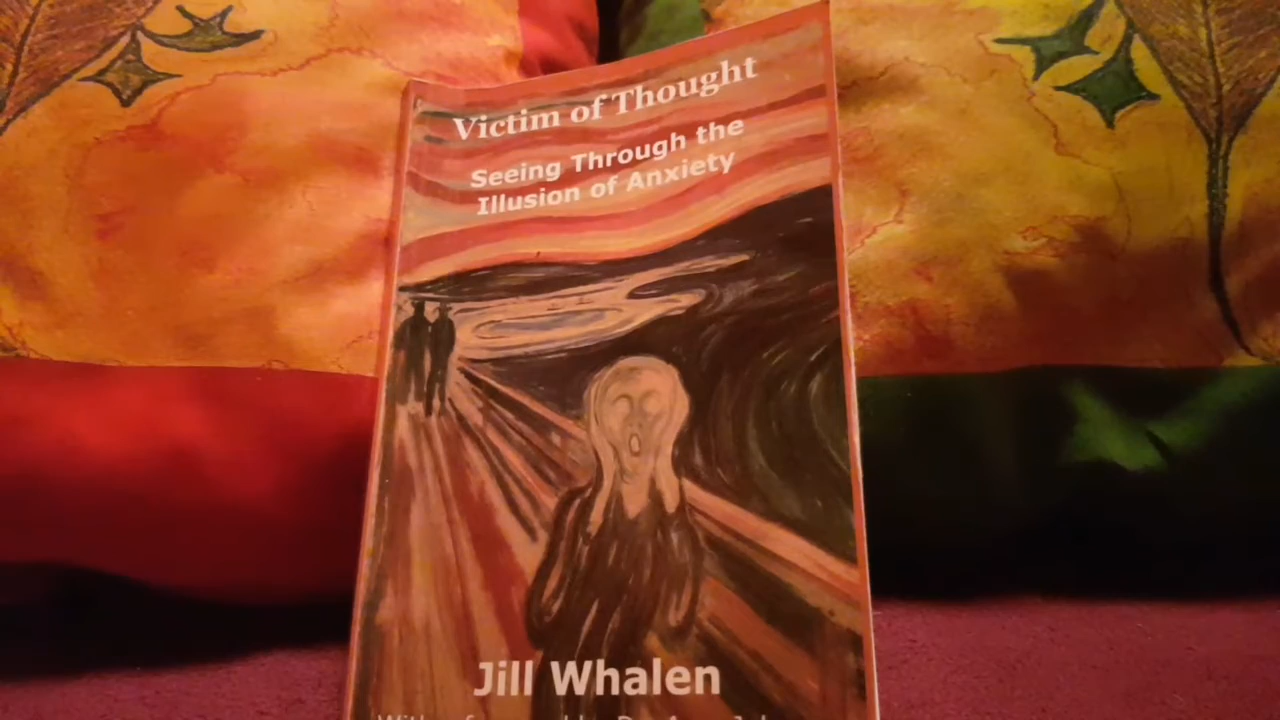 Victim of Thought
Seeing Through the
Illusion of Anxiety
Jill Whalen